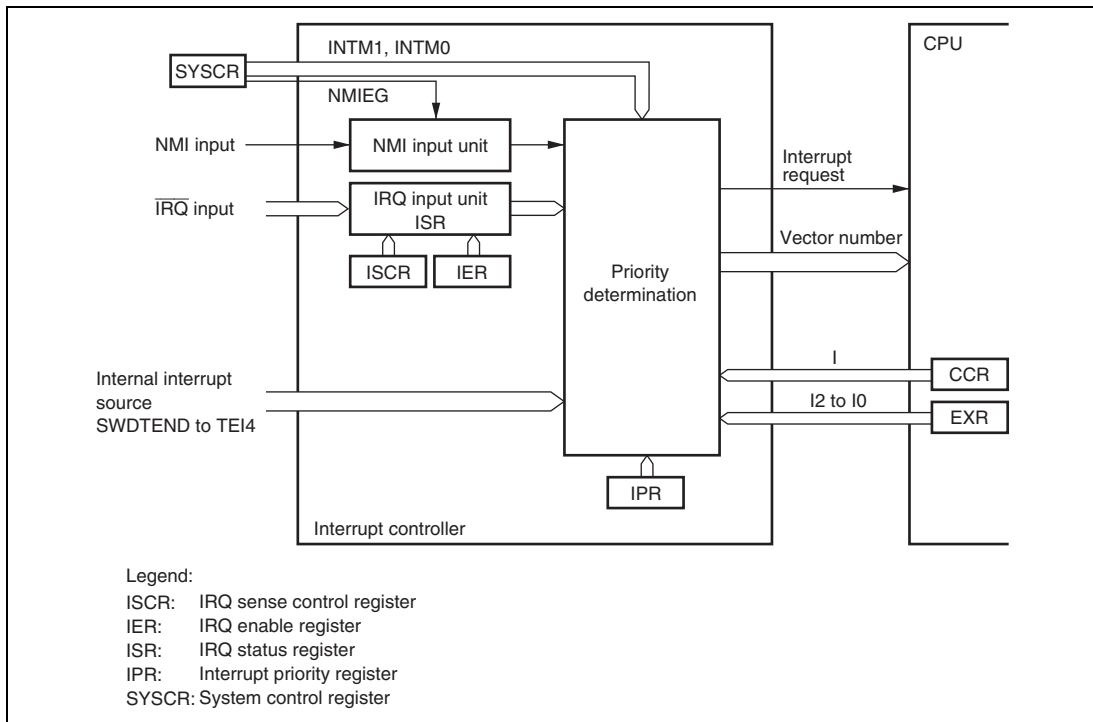 INTM1, INTM0
CPU
SYSCR
NMIEG
NMI input
NMI input unit
Interrupt
request
IRQ input
IRQ input unit
ISR
Vector number
ISCR
IER
Priority
determination
I
CCR
Internal interrupt
source
SWDTEND to TEI4
I2 to I0
EXR
IPR
Interrupt controller
Legend:
ISCR: IRQ sense control register
IER: IRQ enable register
ISR: IRQ status register
IPR: Interrupt priority register
SYSCR: System control register